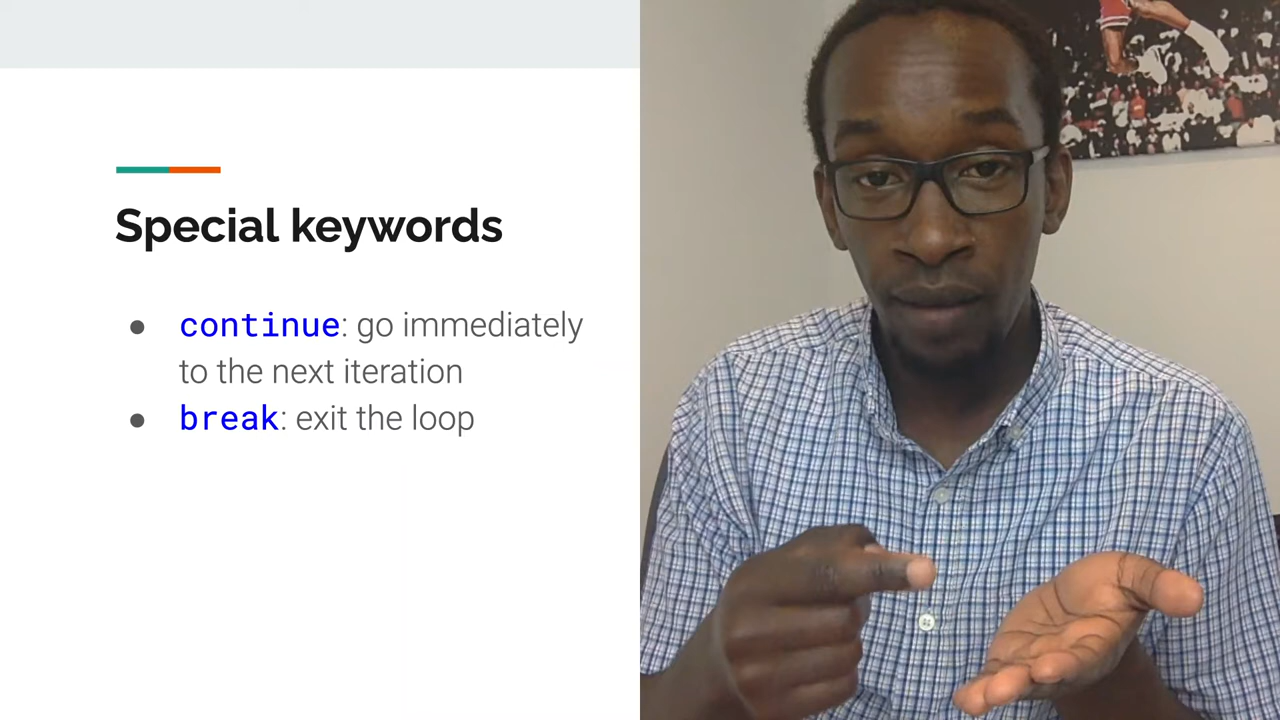 Special keywords
● continue: go immediately
to the next iteration
● break: exit the loop